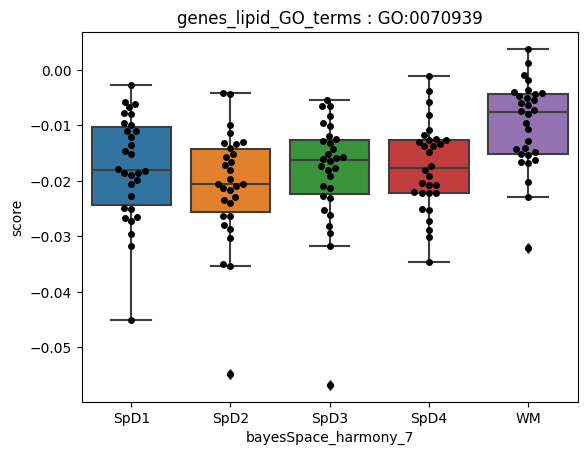 genes_lipid_GO_terms : GO:0070939
0.00
−0.01
−0.02
−0.03
−0.04
−0.05
score
SpD1 SpD2 SpD3 SpD4 WM
bayesSpace_harmony_7